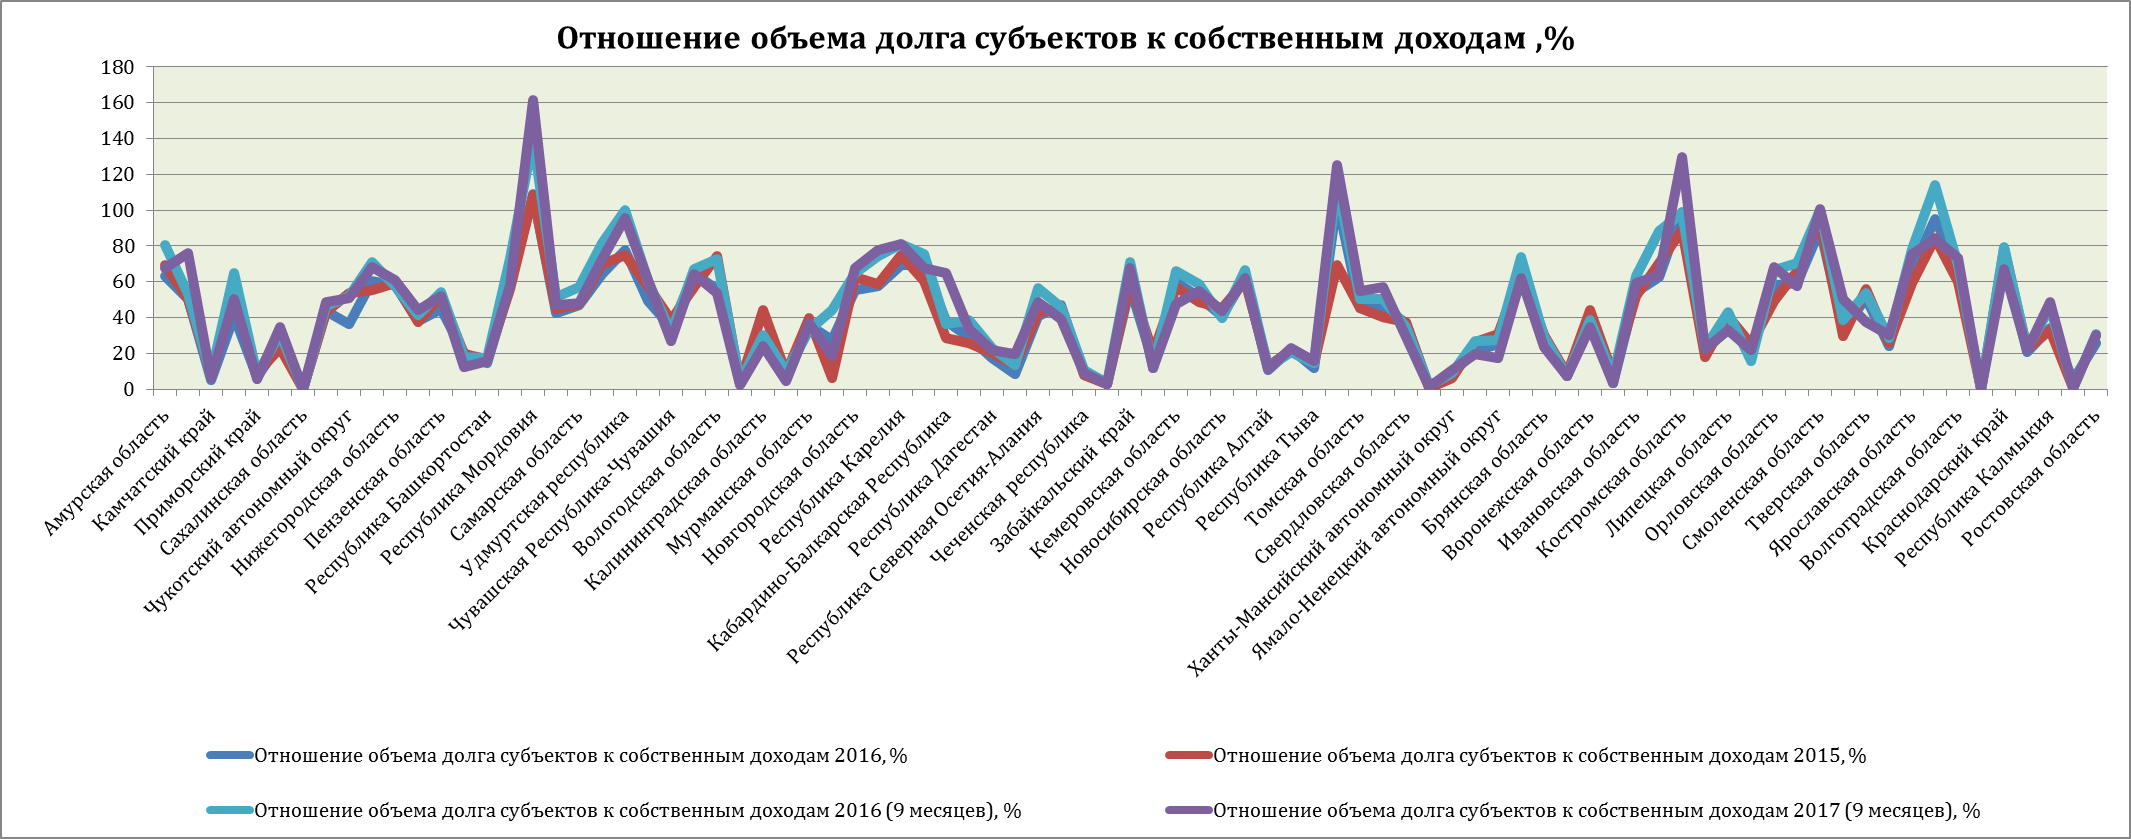 Отношение объема долга субъектов к собственным доходам ,%
180
160
140
120
100
80
60
40
20
0
Амурская область
Камчатский край
Приморский край
Сахалинская область
Чукотский автономный округ
Нижегородская область
Пензенская область
Республика Башкортостан
Республика Мордовия
Самарская область
Удмуртская республика
Чувашская Республика-Чувашия
Вологодская область
Калининградская область
Мурманская область
Новгородская область
Республика Карелия
Кабардино-Балкарская Республика
Республика Дагестан
Республика Северная Осетия-Алания
Чеченская республика
Забайкальский край
Кемеровская область
Новосибирская область
Республика Алтай
Республика Тыва
Томская область
Свердловская область
Ханты-Мансийский автономный округ
Ямало-Ненецкий автономный округ
Брянская область
Воронежская область
Ивановская область
Костромская область
Липецкая область
Орловская область
Смоленская область
Тверская область
Ярославская область
Волгоградская область
Краснодарский край
Республика Калмыкия
Ростовская область
Отношение объема долга субъектов к собственным доходам 2016, %
Отношение объема долга субъектов к собственным доходам 2015, %
Отношение объема долга субъектов к собственным доходам 2016 (9 месяцев), %
Отношение объема долга субъектов к собственным доходам 2017 (9 месяцев), %